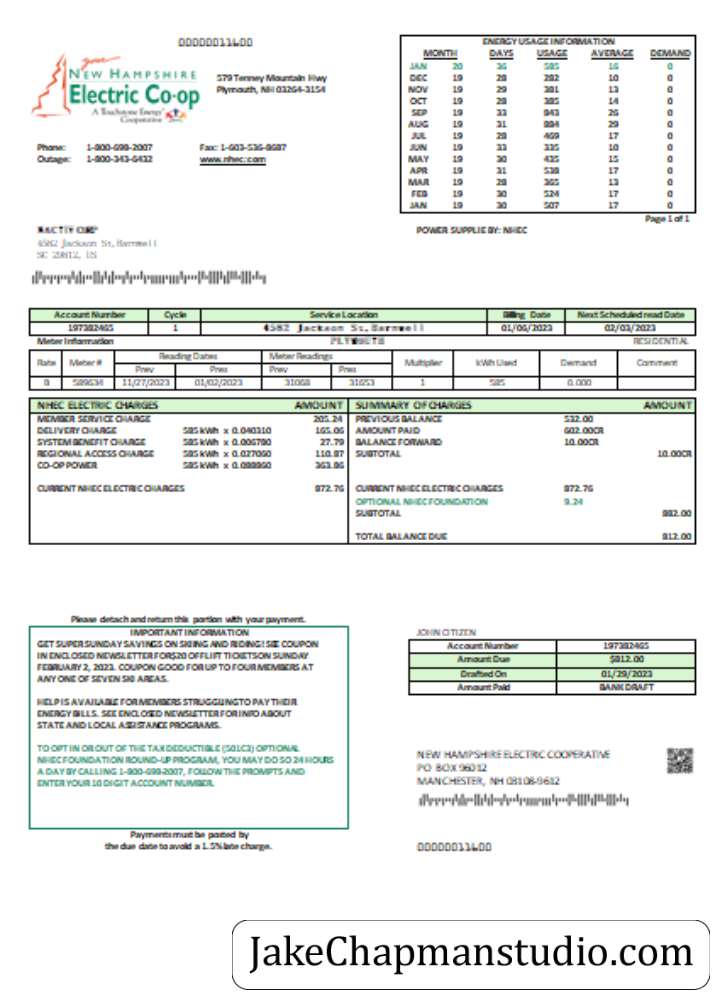 00000011600
New Hampshire
Electric Co-op
A Touchstone Energy
Cooperative
579 Tenney Mountain Hwy
Plymouth, NH 03264-3154
Phone: 1-800-698-2007 Fax: 1-603-536-8687
Outage: 1-800-343-6432 www.nhec.com
ENERGY USAGE INFORMATION
MONTH DAYS USAGE AVERAGE DEMAND
JAN 20 36 585 16 0
DEC 19 28 282 10 0
NOV 19 29 381 13 0
OCT 19 28 385 14 0
SEP 19 33 843 26 0
AUG 19 31 884 29 0
JUL 19 28 469 17 0
JUN 19 33 335 10 0
MAY 19 30 435 15 0
APR 19 31 538 17 0
MAR 19 28 365 13 0
FEB 19 30 524 17 0
JAN 19 30 507 17 0
Page 1 of 1
POWER SUPPLIE BY: NHEC
CORP
4582 Jackson St, Barnwell
SC 29812, US
Account Number Cycle Service Location Billing Date Next Scheduled read Date
197382465 1 4582 Jackson St, Barnwell 01/06/2023 02/03/2023
Meter Information PLYMOUTH RESIDENTIAL
Rate Meter # Reading Dates Meter Readings Multiplier kWh Used Demand Comment
Prev Pres Prev Pres
B 589634 11/27/2023 01/02/2023 31068 31653 1 585 0.000
NHEC ELECTRIC CHARGES AMOUNT
MEMBER SERVICE CHARGE 205.24
DELIVERY CHARGE 585 kWh x 0.040310 165.06
SYSTEM BENEFIT CHARGE 585 kWh x 0.006780 27.79
REGIONAL ACCESS CHARGE 585 kWh x 0.027060 110.87
CO-OP POWER 585 kWh x 0.088860 363.86
CURRENT NHEC ELECTRIC CHARGES 872.76
SUMMARY OF CHARGES AMOUNT
PREVIOUS BALANCE 532.00
AMOUNT PAID 602.00CR
BALANCE FORWARD 10.00CR
SUBTOTAL 10.00CR
CURRENT NHEC ELECTRIC CHARGES 872.76
OPTIONAL NHEC FOUNDATION 9.24
SUBTOTAL 882.00
TOTAL BALANCE DUE 812.00
Please detach and return this portion with your payment.
IMPORTANT INFORMATION
GET SUPER SUNDAY SAVINGS ON SKIING AND RIDING! SEE COUPON
IN ENCLOSED NEWSLETTER FOR $20 OFF LIFT TICKETS ON SUNDAY
FEBRUARY 2, 2023. COUPON GOOD FOR UP TO FOUR MEMBERS AT
ANY ONE OF SEVEN SKI AREAS.
HELP IS AVAILABLE FOR MEMBERS STRUGGLING TO PAY THEIR
ENERGY BILLS. SEE ENCLOSED NEWSLETTER FOR INFO ABOUT
STATE AND LOCAL ASSISTANCE PROGRAMS.
TO OPT IN OR OUT OF THE TAX DEDUCTIBLE (501C3) OPTIONAL
NHEC FOUNDATION ROUND-UP PROGRAM, YOU MAY DO SO 24 HOURS
A DAY BY CALLING 1-800-698-2007, FOLLOW THE PROMPTS AND
ENTER YOUR 10 DIGIT ACCOUNT NUMBER.
Payments must be posted by
the due date to avoid a 1.5% late charge.
JOHN CITIZEN
Account Number 197382465
Amount Due $812.00
Drafted On 01/29/2023
Amount Paid BANK DRAFT
NEW HAMPSHIRE ELECTRIC COOPERATIVE
PO BOX 96012
MANCHESTER, NH 03108-9612
00000011600
JakeChapmanstudio.com